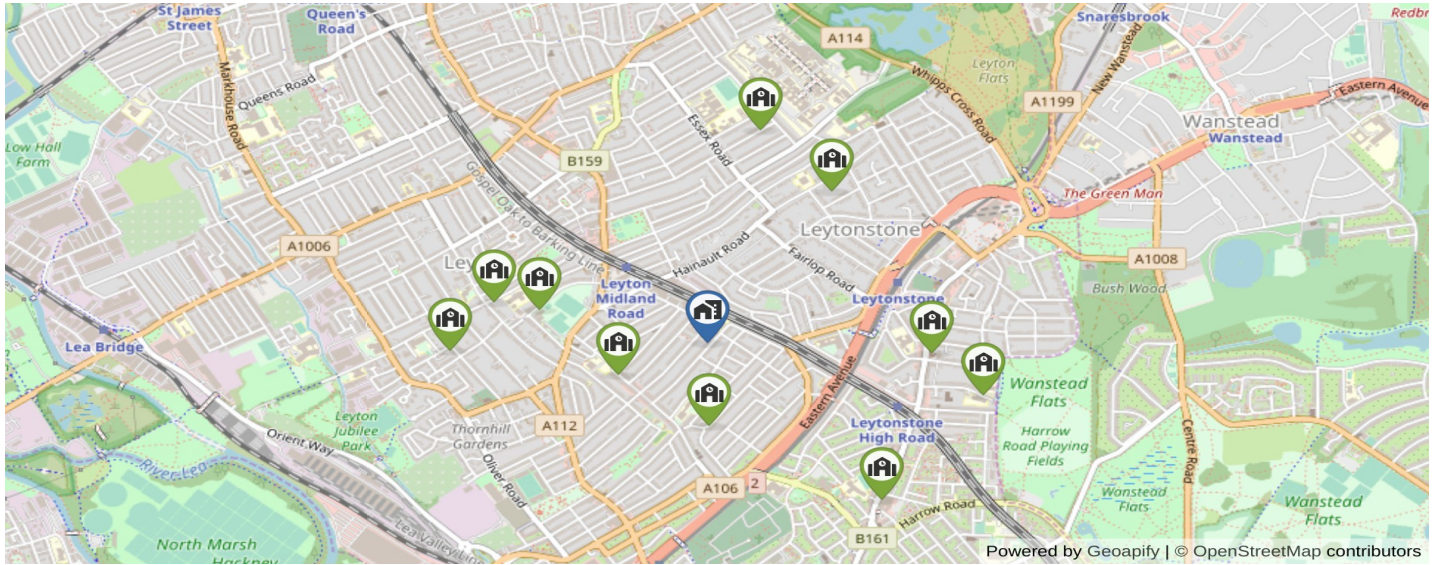 St James
Street
Queen's
Road
A114
Snaresbrook
Redbr
Markhouse Road
Queens Road
Leyton
Flats
Whipps Cross Road
A1199
New Wanstead
Eastern Avenue
Wanstead
Wanstead
Low Hall
Farm
B159
Essex Road
The Green Man
Gospel Oak to Barking Line
A1006
Leytonstone
Hainault Road
Fairlop Road
A1008
Ley
Leyton
Midland
Road
Leytonstone
Bush Wood
Lea Bridge
Eastern Avenue
Wanstead
Flats
Leyton
Jubilee
Park
Thornhill
Gardens
A112
Leytonstone
High Road
Harrow
Road Playing
Fields
Centre Road
Orient Way
River Lea
Oliver Road
A106
2
Harrow Road
Wanstead
Flats
Wanstead
Flats
North Marsh
Hackney
Lea Valley Line
B161
Powered by Geoapify | © OpenStreetMap contributors